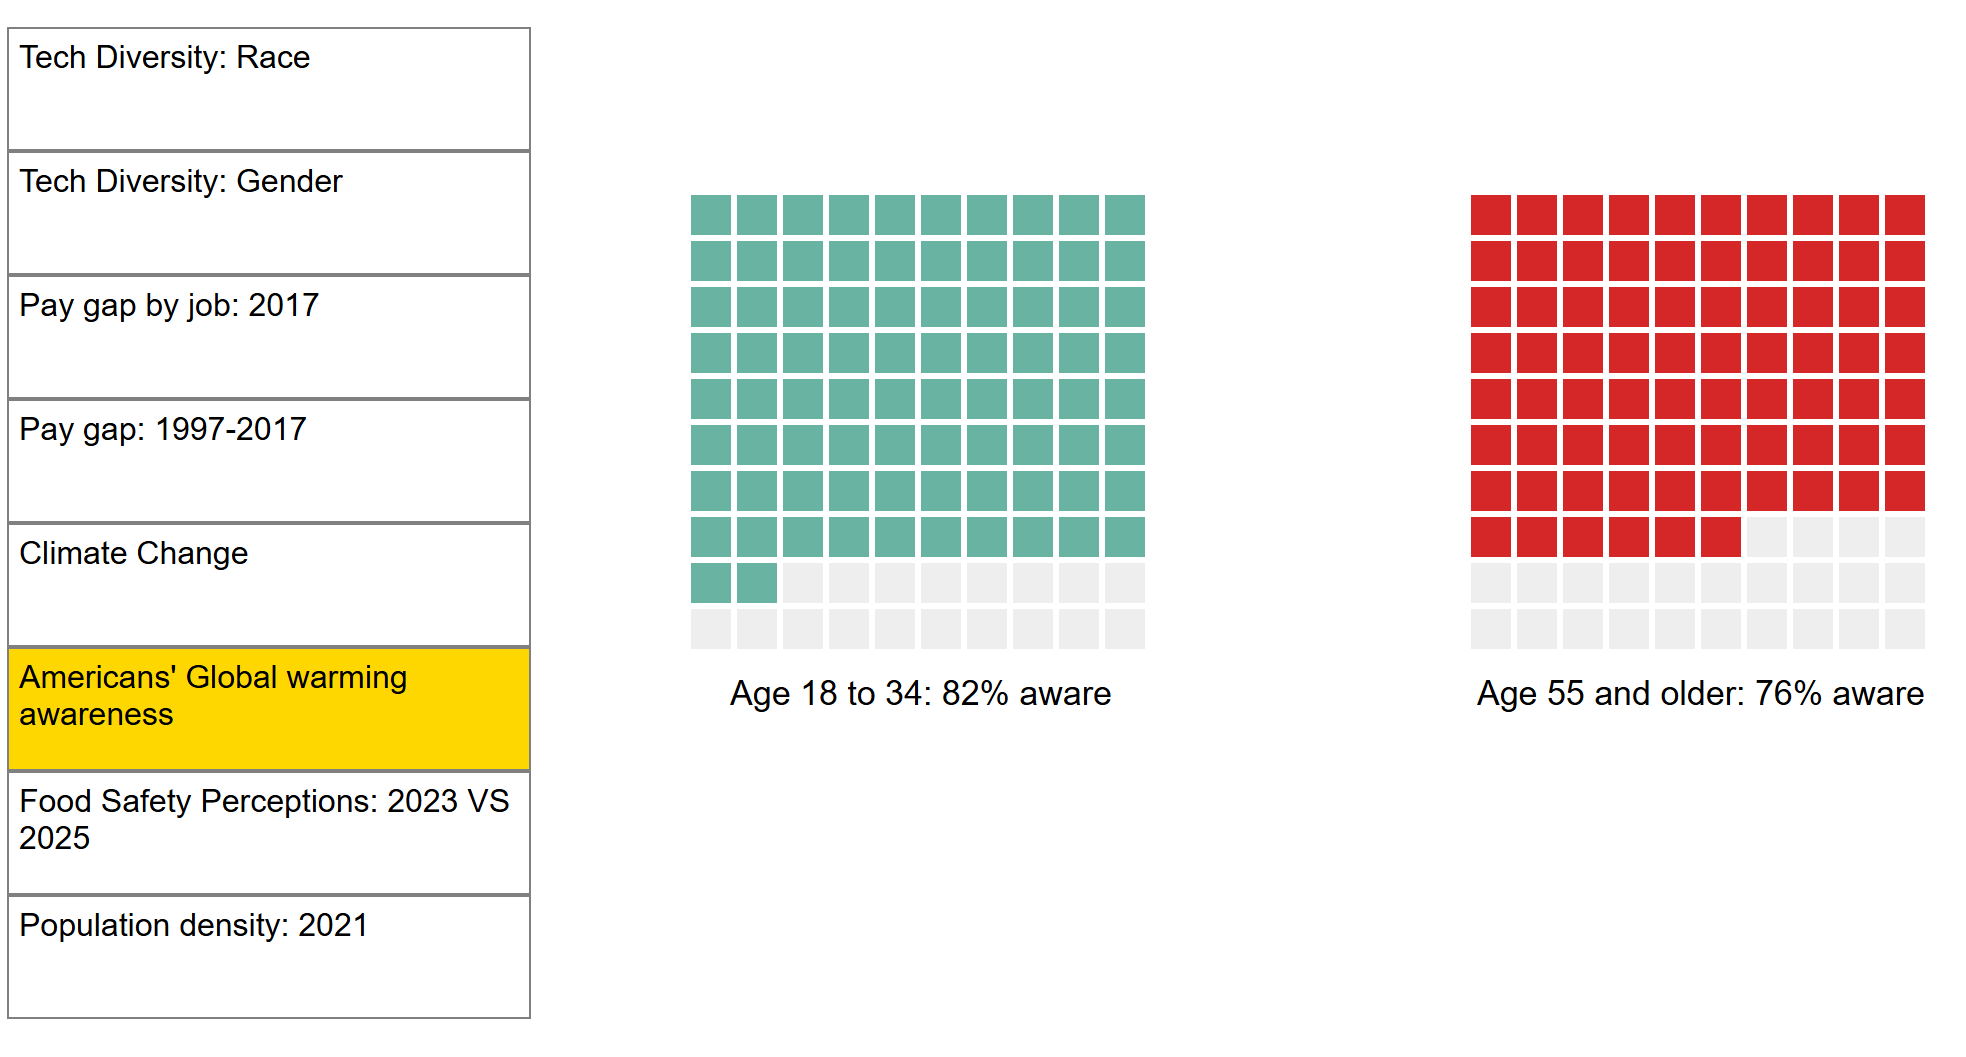 Tech Diversity: Race
Tech Diversity: Gender
Pay gap by job: 2017
Pay gap: 1997-2017
Climate Change
Americans' Global warming
awareness
Food Safety Perceptions: 2023 VS
2025
Population density: 2021
Age 18 to 34: 82% aware
Age 55 and older: 76% aware